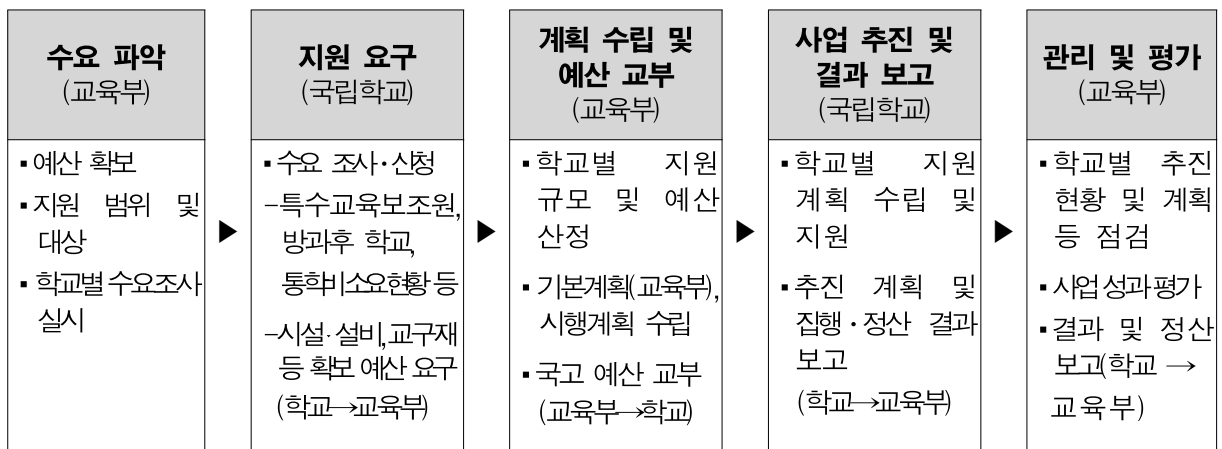 수요 파악
(교육부)
▪예산 확보
▪지원 범위 및
대상
▪학교별 수요조사
실시
▶
지원 요구
(국립학교)
▪수요 조사·신청
-특수교육보조원,
방과후 학교,
통학비소요현황 등
-시설·설비,교구재
등 확보 예산 요구
(학교→교육부)
▶
계획 수립 및
예산 교부
(교육부)
▪학교별 지원
규모 및 예산
산정
▪기본계획(교육부),
시행계획 수립
▪국고 예산 교부
(교육부→학교)
▶
사업 추진 및
결과 보고
(국립학교)
▪학교별 지원
계획 수립 및
지원
▪추진 계획 및
집행·정산 결과
보고
(학교→교육부)
▶
관리 및 평가
(교육부)
▪학교별 추진
현황 및 계획
등 점검
▪사업성과평가
▪결과 및 정산
보고(학교 →
교육부)